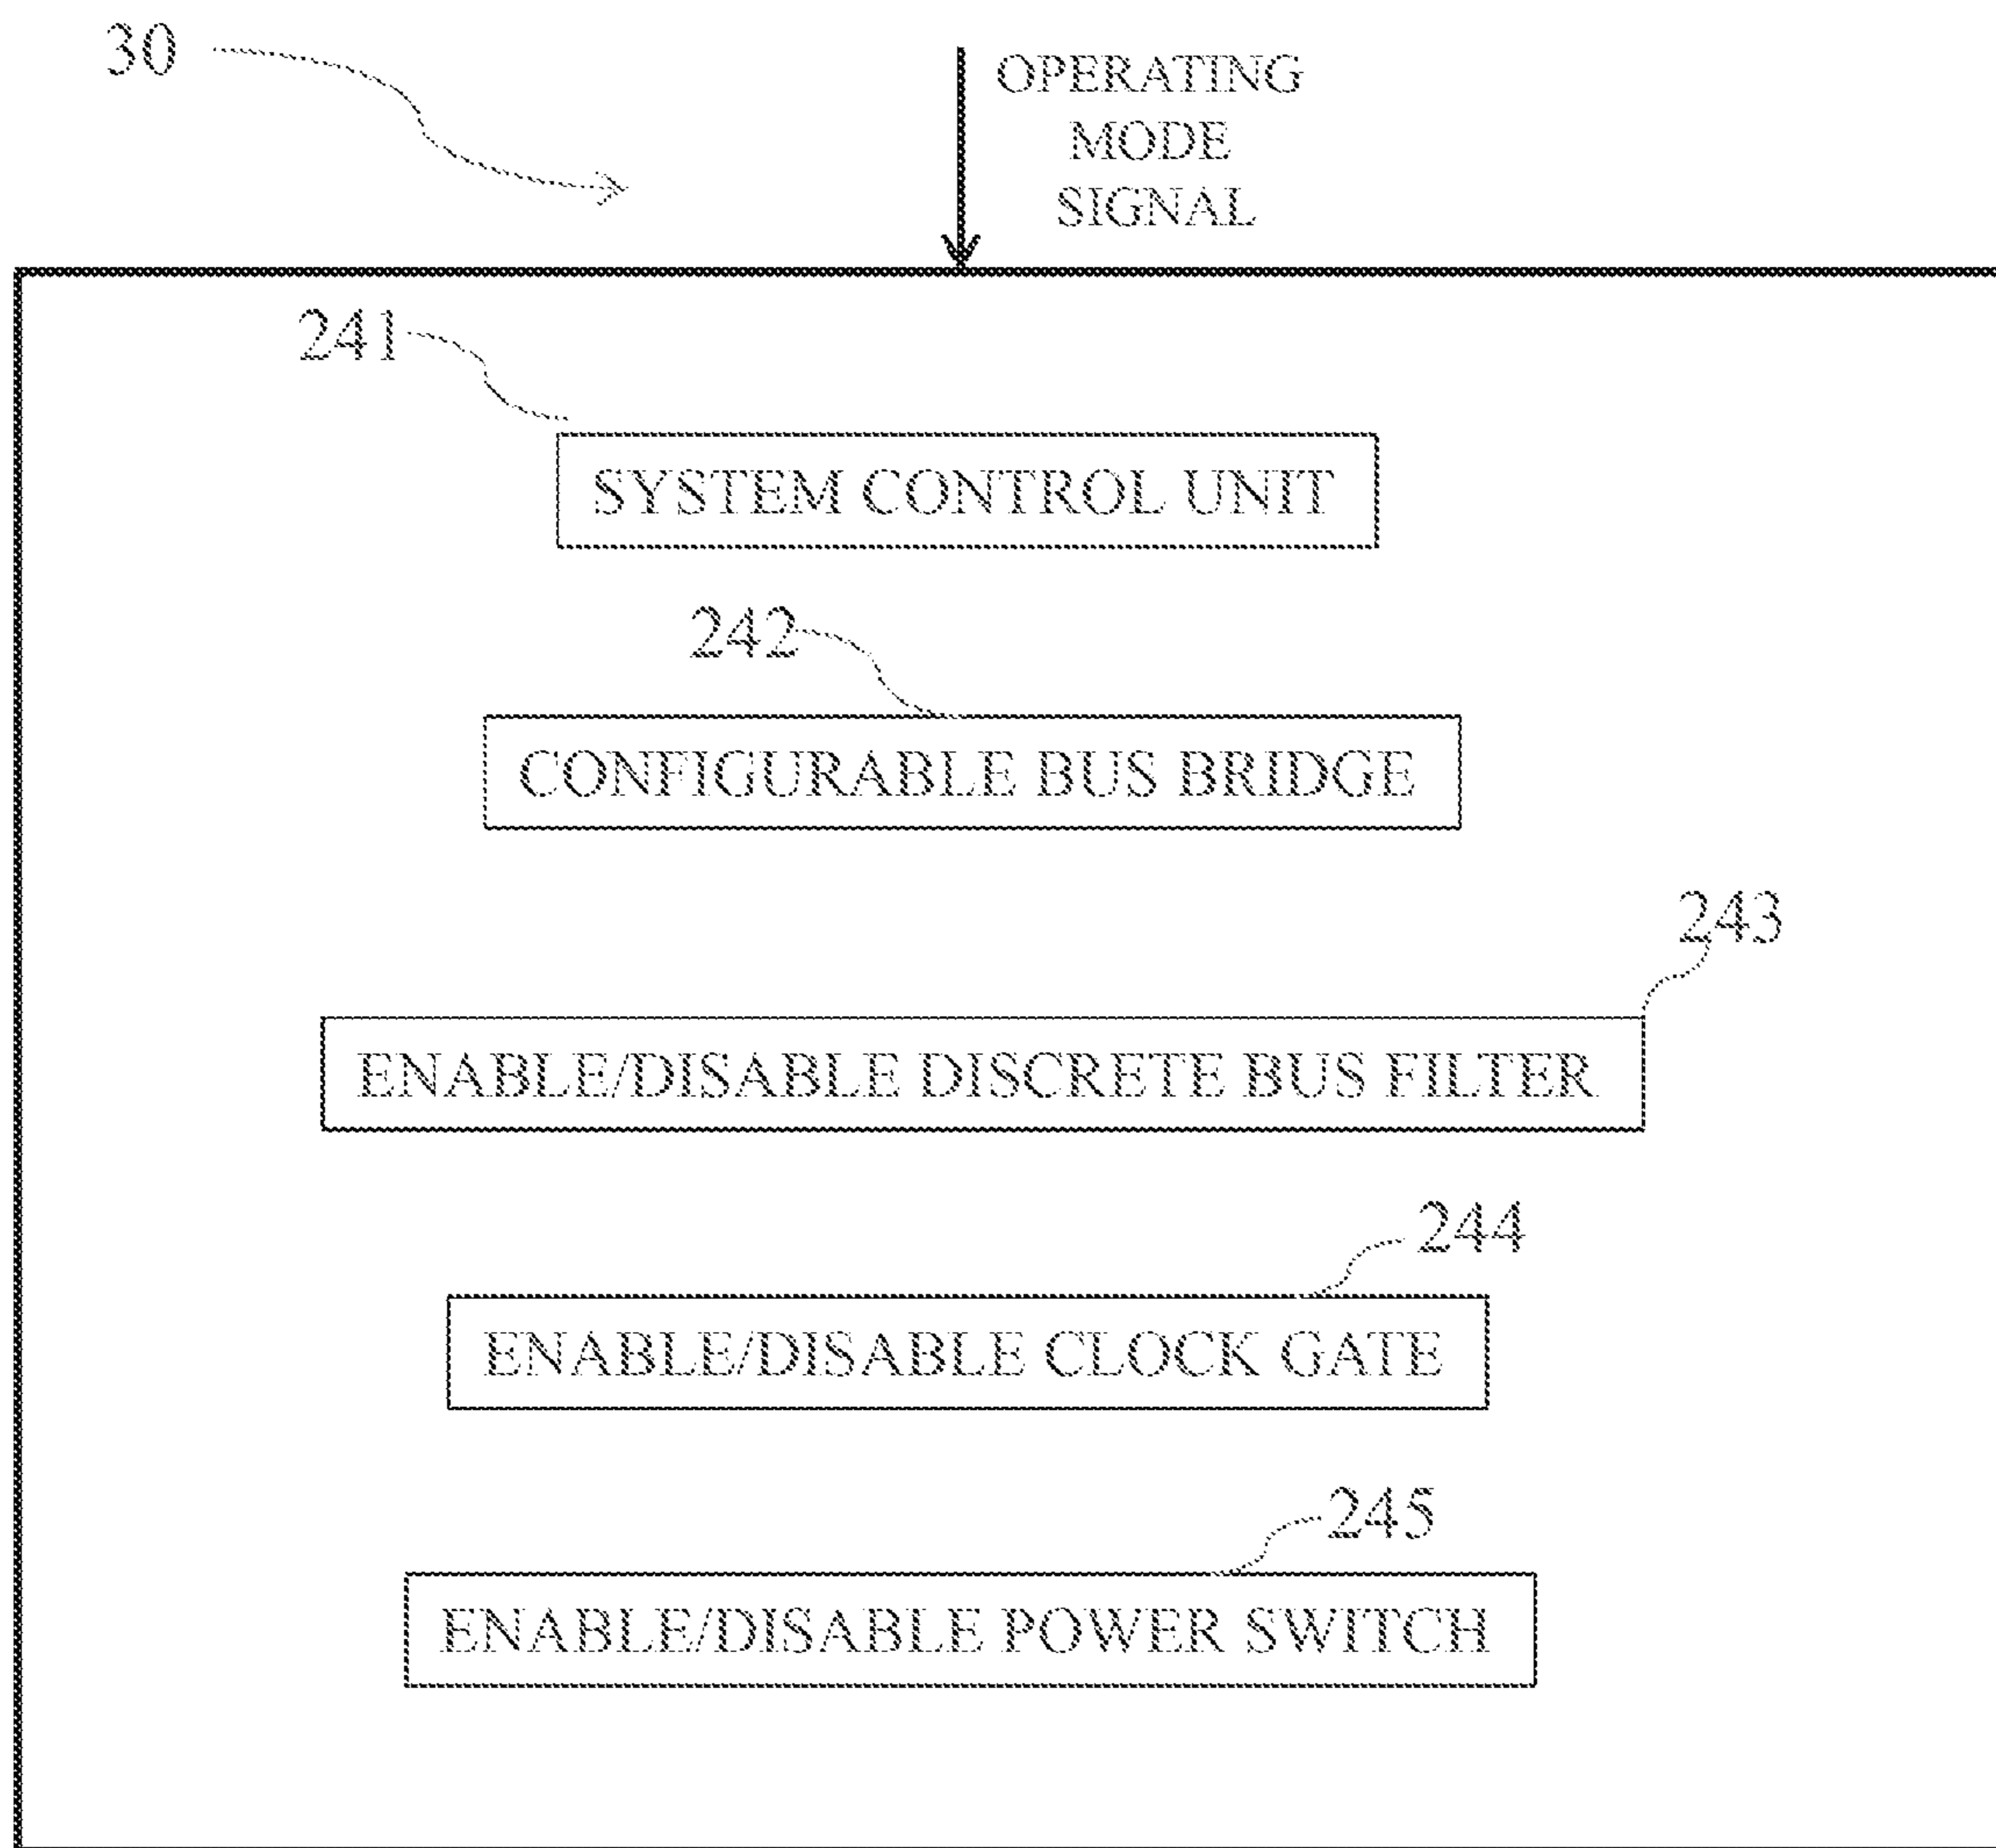 30
OPERATING
MODE
SIGNAL
241
SYSTEM CONTROL UNIT
242
CONFIGURABLE BUS BRIDGE
243
ENABLE/DISABLE DISCRETE BUS FILTER
244
ENABLE/DISABLE CLOCK GATE
245
ENABLE/DISABLE POWER SWITCH